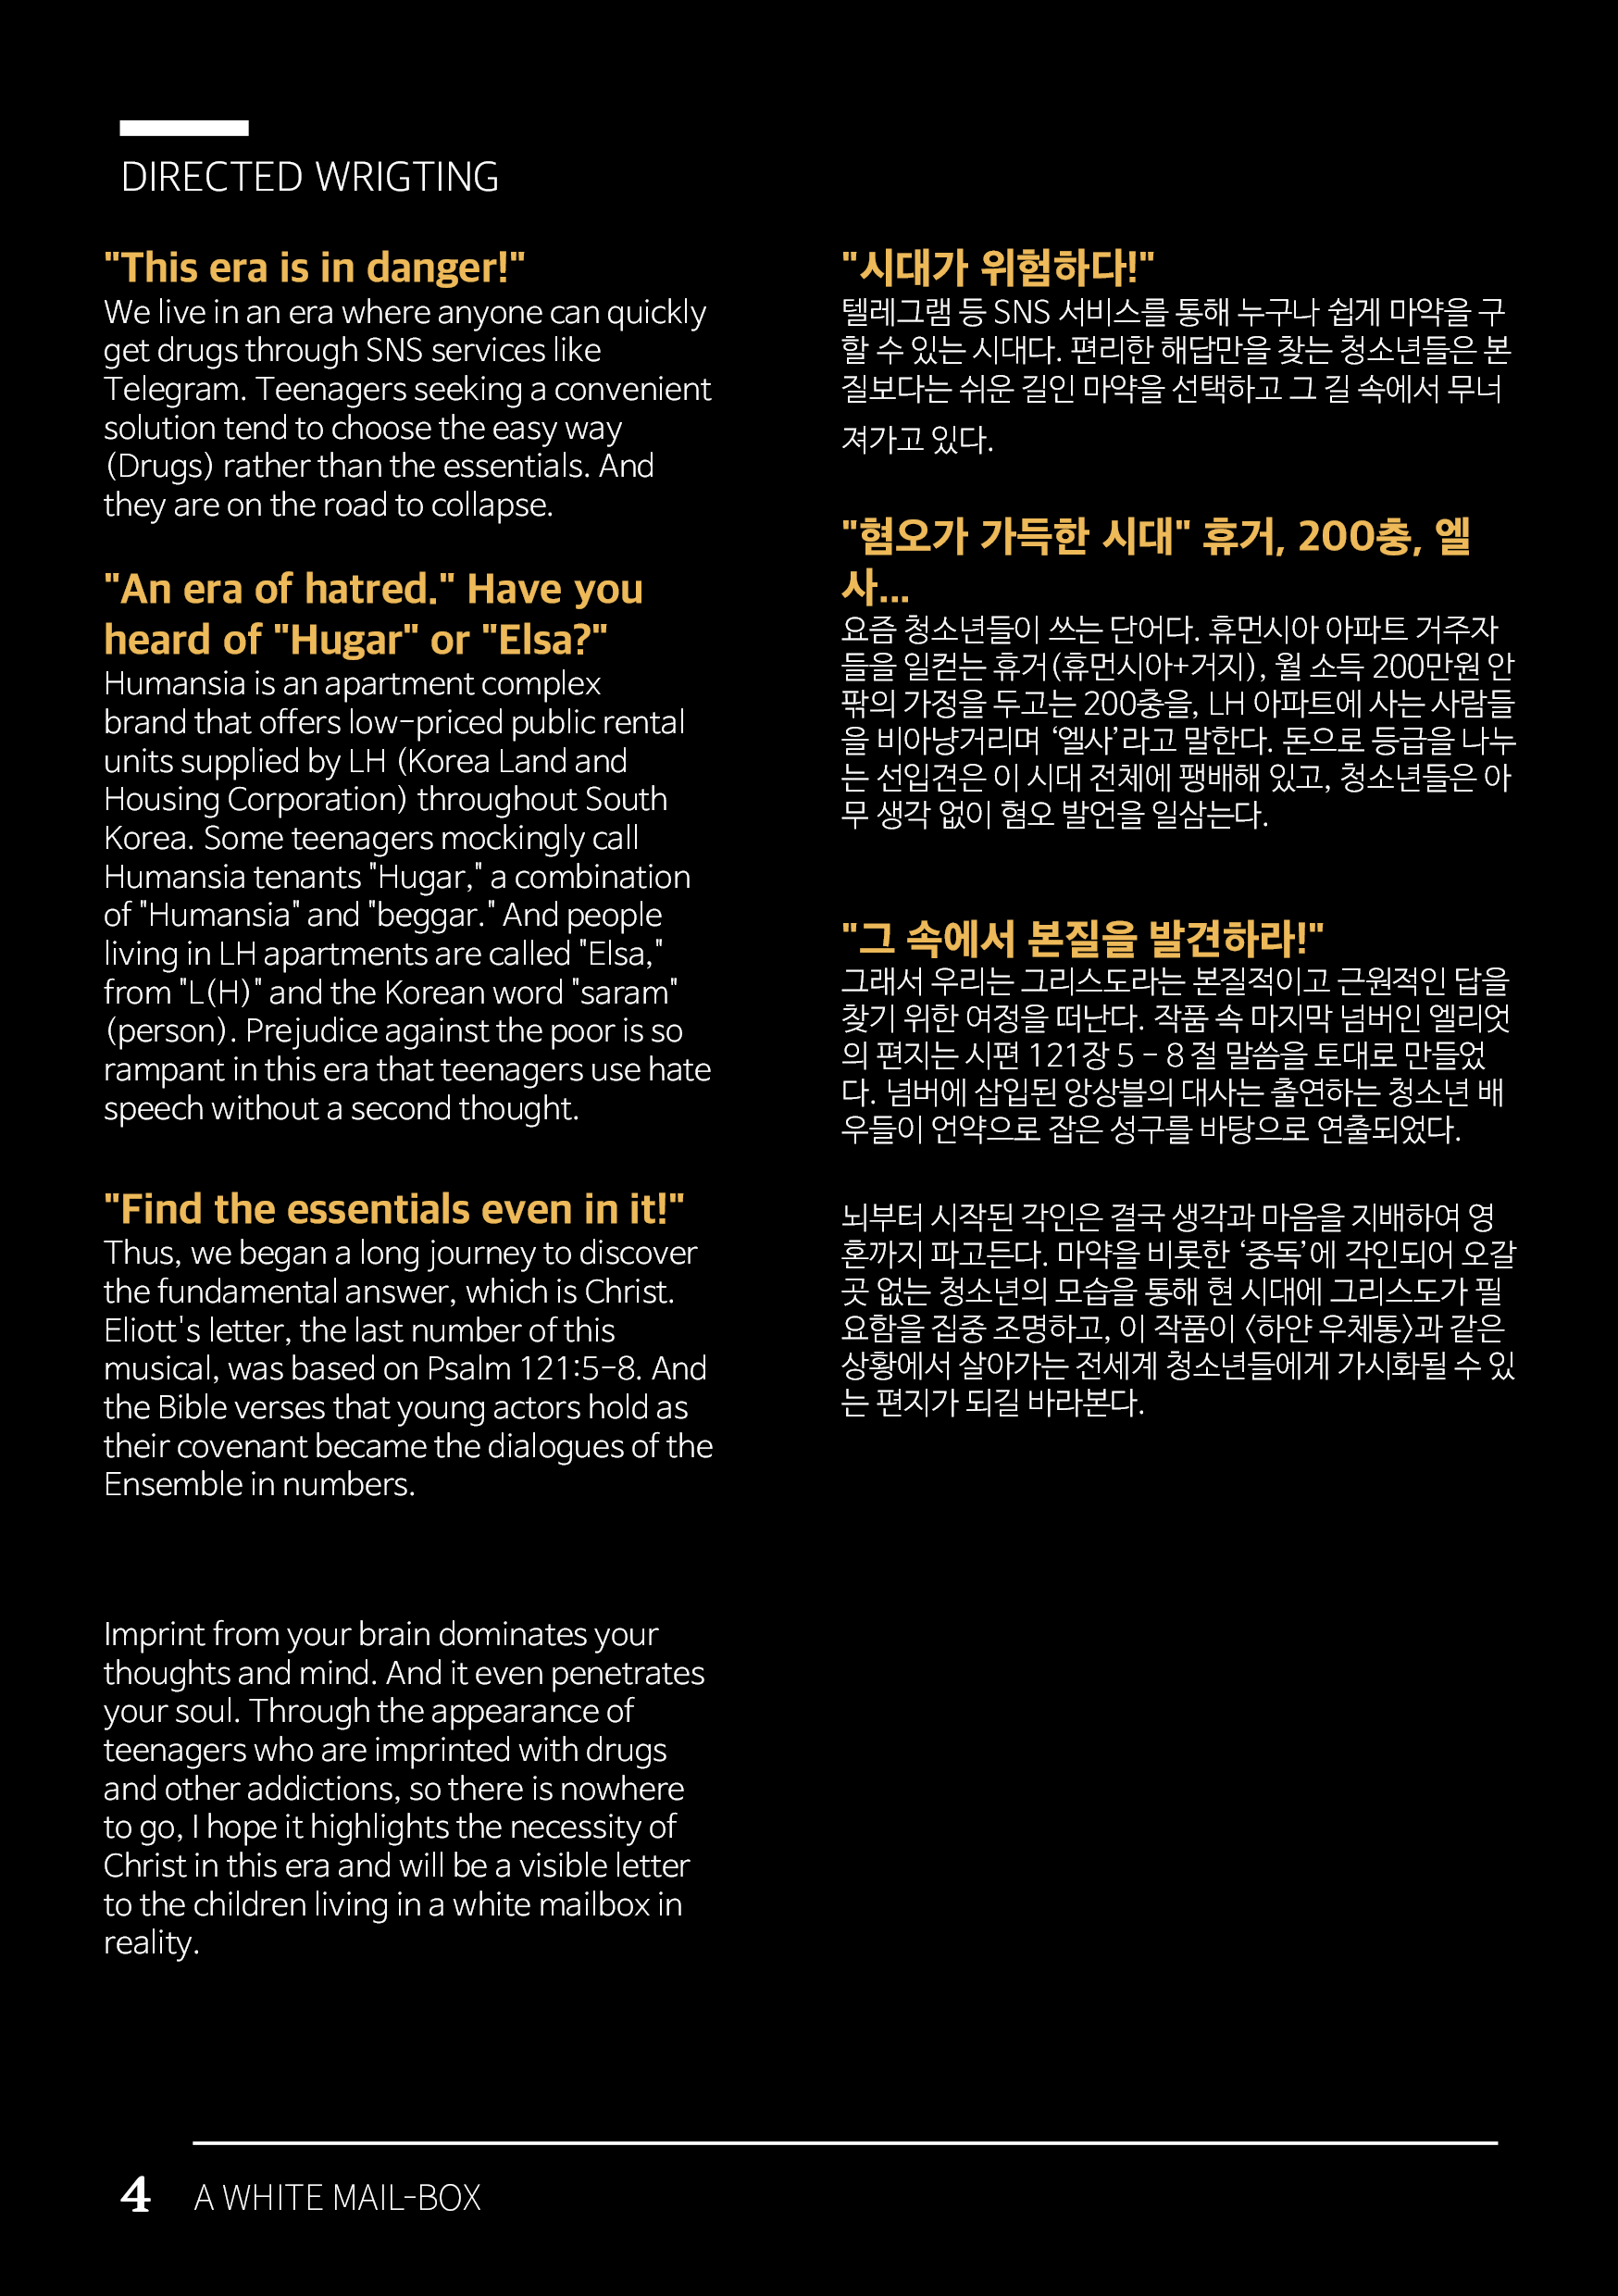 DIRECTED WRIGTING
"This era is in danger!"
We live in an era where anyone can quickly
get drugs through SNS services like
Telegram. Teenagers seeking a convenient
solution tend to choose the easy way
(Drugs) rather than the essentials. And
they are on the road to collapse.
"An era of hatred." Have you
heard of "Hugar" or "Elsa?"
Humansia is an apartment complex
brand that offers low-priced public rental
units supplied by LH (Korea Land and
Housing Corporation) throughout South
Korea. Some teenagers mockingly call
Humansia tenants "Hugar," a combination
of "Humansia" and "beggar." And people
living in LH apartments are called "Elsa,"
from "L(H)" and the Korean word "saram"
(person). Prejudice against the poor is so
rampant in this era that teenagers use hate
speech without a second thought.
"Find the essentials even in it!"
Thus, we began a long journey to discover
the fundamental answer, which is Christ.
Eliott's letter, the last number of this
musical, was based on Psalm 121:5-8. And
the Bible verses that young actors hold as
their covenant became the dialogues of the
Ensemble in numbers.
Imprint from your brain dominates your
thoughts and mind. And it even penetrates
your soul. Through the appearance of
teenagers who are imprinted with drugs
and other addictions, so there is nowhere
to go, I hope it highlights the necessity of
Christ in this era and will be a visible letter
to the children living in a white mailbox in
reality.
"시대가 위험하다!"
텔레그램 등 SNS 서비스를 통해 누구나 쉽게 마약을 구
할 수 있는 시대다. 편리한 해답만을 찾는 청소년들은 본
질보다는 쉬운 길인 마약을 선택하고 그 길 속에서 무너
져가고 있다.
"혐오가 가득한 시대" 휴거, 200충, 엘
사...
요즘 청소년들이 쓰는 단어다. 휴먼시아 아파트 거주자
들을 일컫는 휴거(휴먼시아+거지), 월 소득 200만원 안
팎의 가정을 두고는 200충을, LH 아파트에 사는 사람들
을 비아냥거리며 ‘엘사’라고 말한다. 돈으로 등급을 나누
는 선입견은 이 시대 전체에 팽배해 있고, 청소년들은 아
무 생각 없이 혐오 발언을 일삼는다.
"그 속에서 본질을 발견하라!"
그래서 우리는 그리스도라는 본질적이고 근원적인 답을
찾기 위한 여정을 떠난다. 작품 속 마지막 넘버인 엘리엇
의 편지는 시편 121장 5 - 8 절 말씀을 토대로 만들었
다. 넘버에 삽입된 앙상블의 대사는 출연하는 청소년 배
우들이 언약으로 잡은 성구를 바탕으로 연출되었다.
뇌부터 시작된 각인은 결국 생각과 마음을 지배하여 영
혼까지 파고든다. 마약을 비롯한 ‘중독’에 각인되어 오갈
곳 없는 청소년의 모습을 통해 현 시대에 그리스도가 필
요함을 집중 조명하고, 이 작품이 〈하얀 우체통〉과 같은
상황에서 살아가는 전세계 청소년들에게 가시화될 수 있
는 편지가 되길 바라본다.
4 A WHITE MAIL-BOX